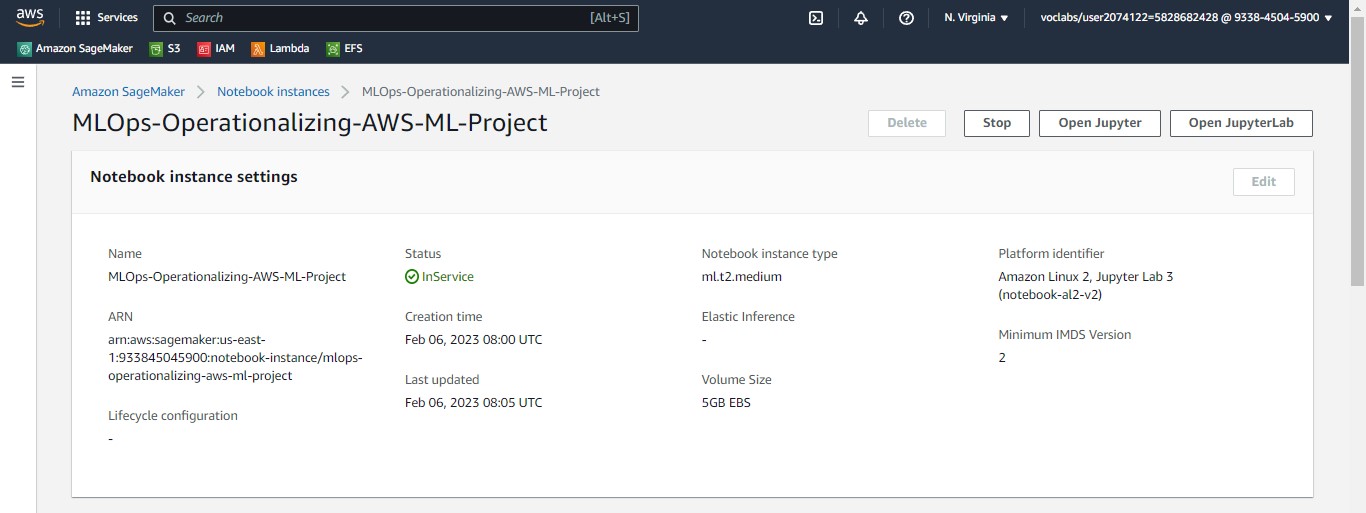 aws Services Search [Alt+S] N. Virginia voclabs/user2074122=5828682428 @ 9338-4504-5900
Amazon SageMaker S3 IAM Lambda EFS
Amazon SageMaker Notebook instances MLOps-Operationalizing-AWS-ML-Project
MLOps-Operationalizing-AWS-ML-Project Delete Stop Open Jupyter Open JupyterLab
Notebook instance settings Edit
Name
MLOps-Operationalizing-AWS-ML-Project
ARN
arn:aws:sagemaker:us-east-
1:933845045900:notebook-instance/mlops-
operationalizing-aws-ml-project
Lifecycle configuration
-
Status
InService
Creation time
Feb 06, 2023 08:00 UTC
Last updated
Feb 06, 2023 08:05 UTC
Notebook instance type
ml.t2.medium
Elastic Inference
-
Volume Size
5GB EBS
Platform identifier
Amazon Linux 2, Jupyter Lab 3
(notebook-al2-v2)
Minimum IMDS Version
2